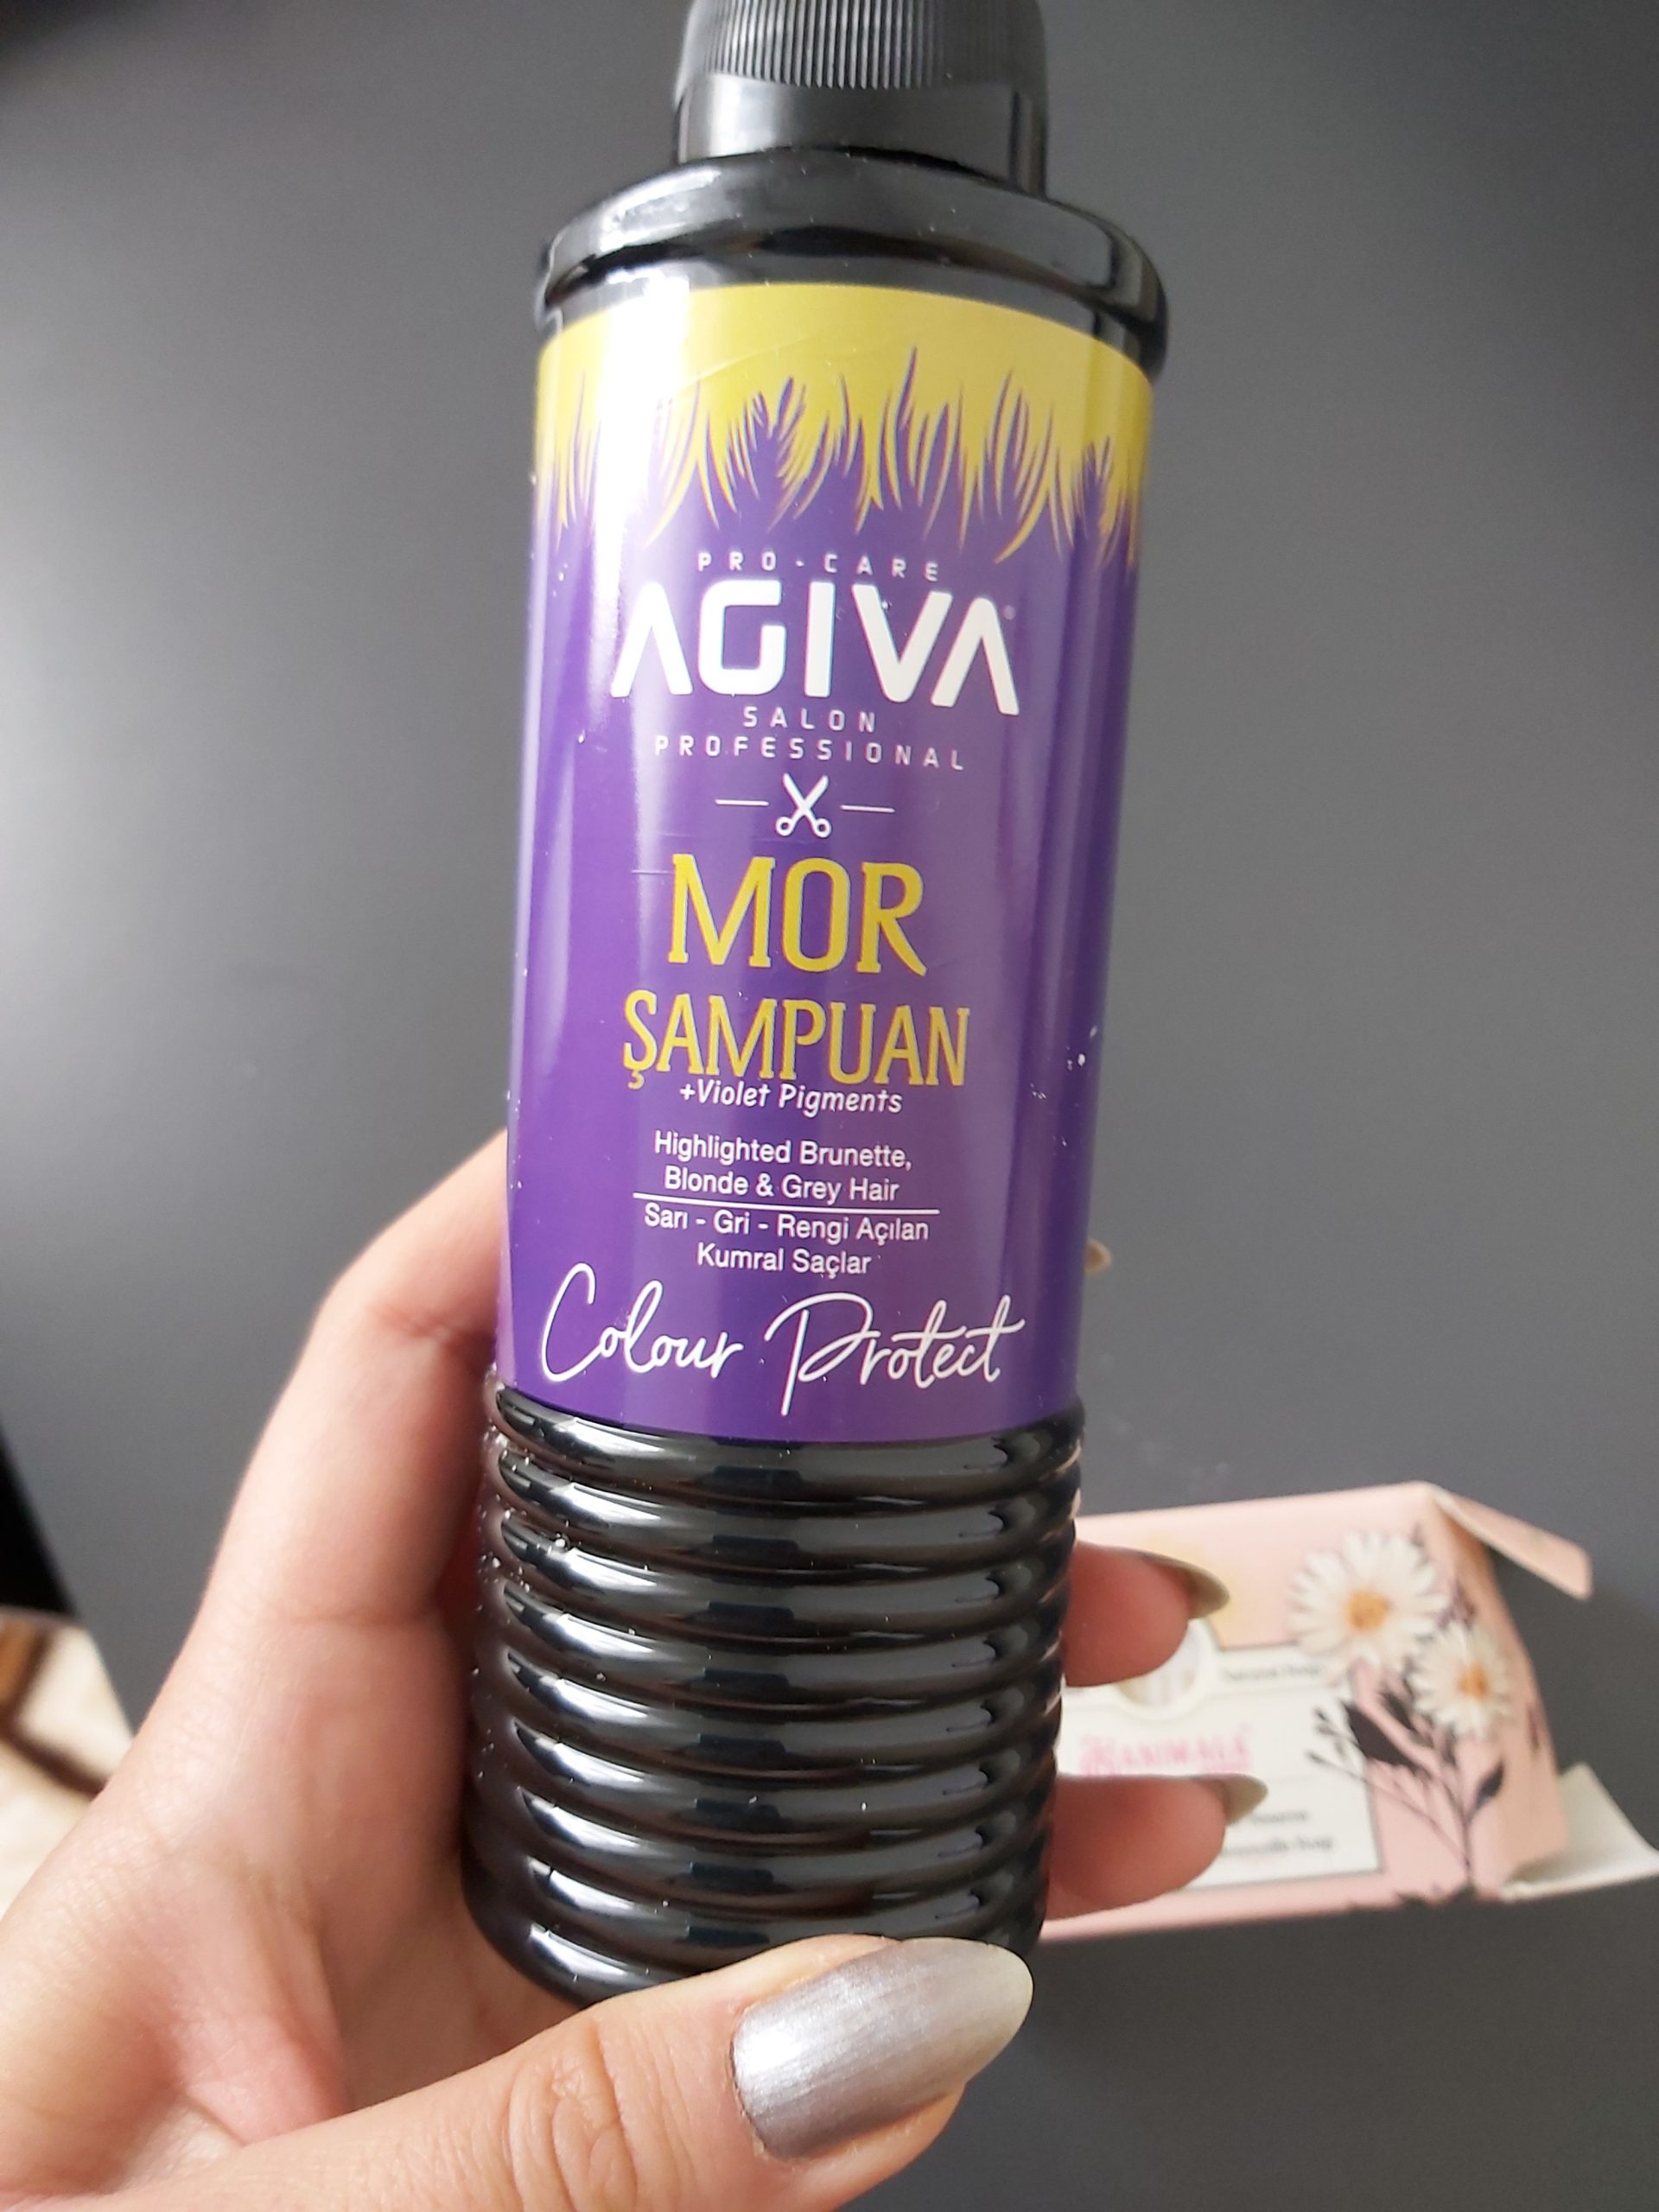 PRO-CARE
AGIVA
SALON
PROFESSIONAL
MOR
ŞAMPUAN
+Violet Pigments
Highlighted Brunette,
Blonde & Grey Hair
Sarı - Gri - Rengi Açılan
Kumral Saçlar
Colour Protect